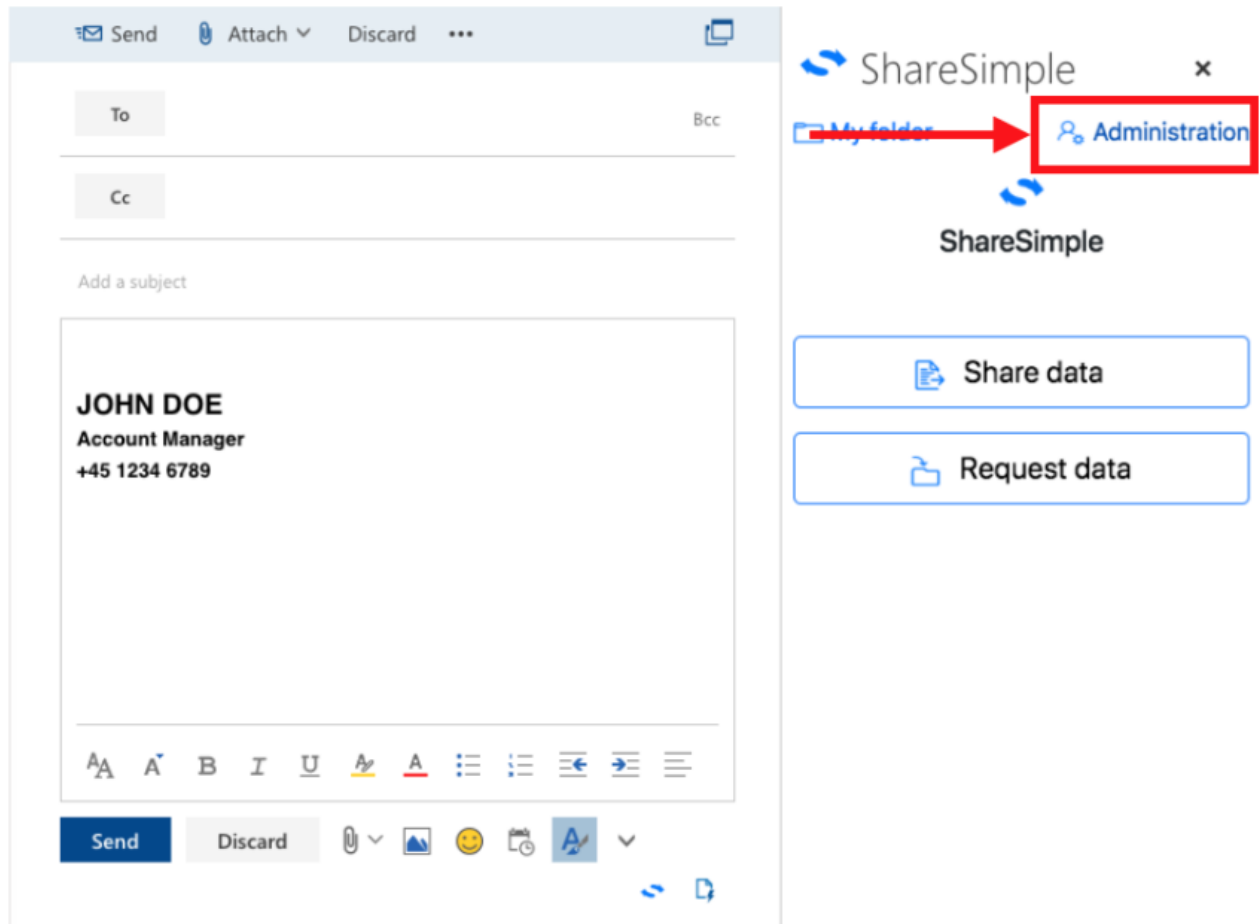 Send Attach Discard •••
To
Bcc
Cc
Add a subject
JOHN DOE
Account Manager
+45 1234 6789
Send Discard
ShareSimple
My folder Administration
ShareSimple
Share data
Request data